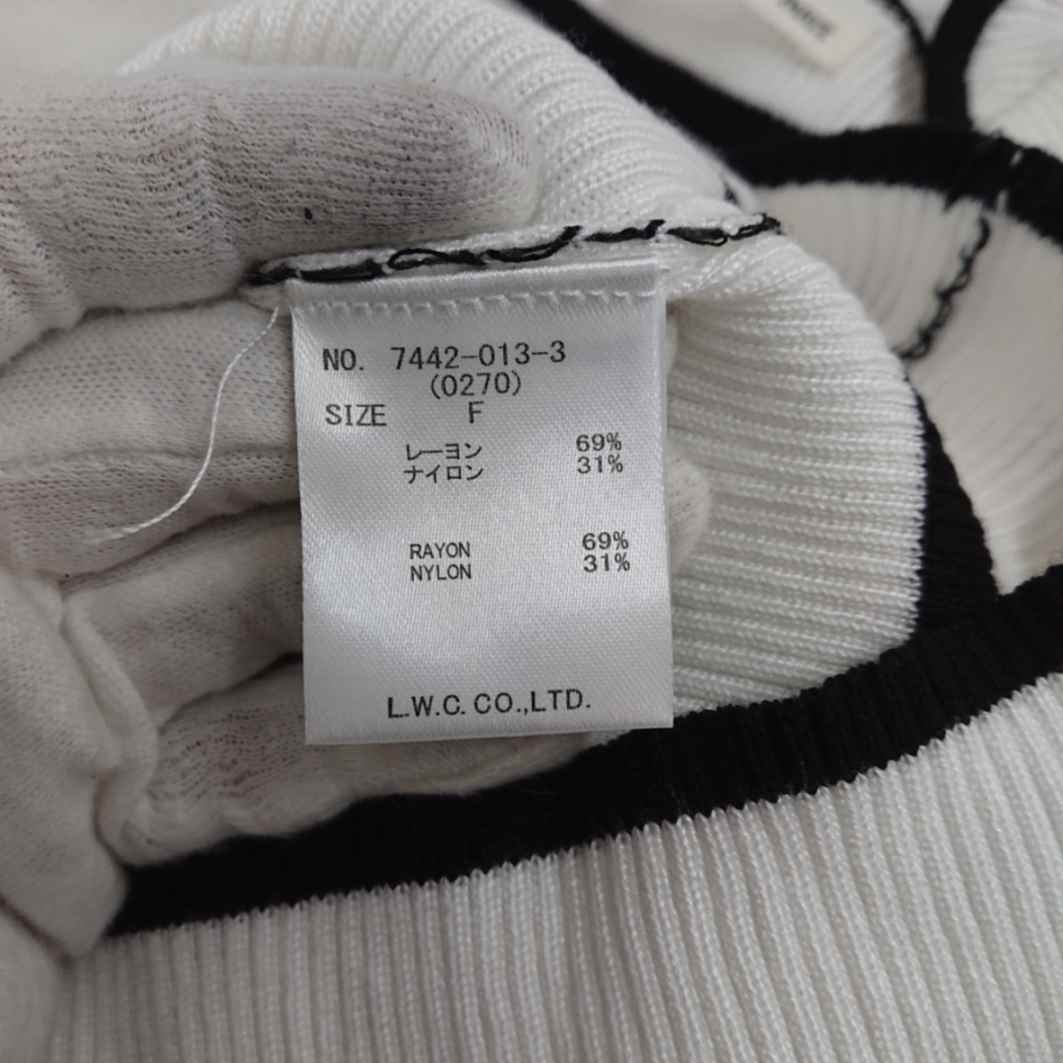 NO. 7442-013-3
(0270)
SIZE F
レーヨン 69%
ナイロン 31%
RAYON 69%
NYLON 31%
L.W.C. CO.,LTD.